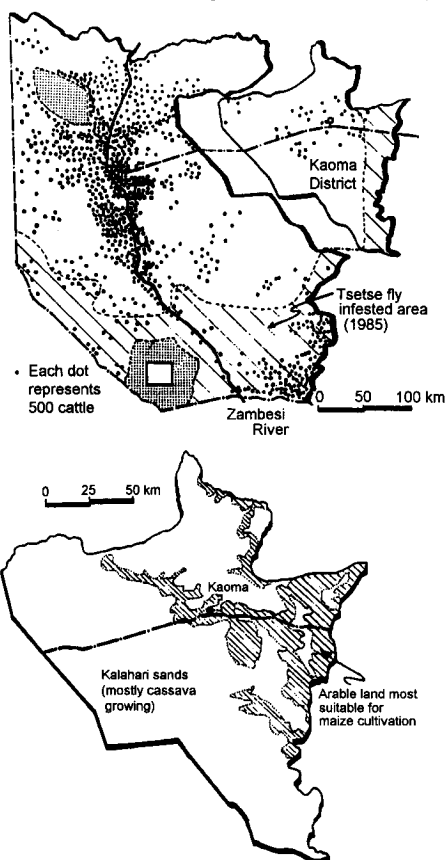 Kaoma
District
Tsetse fly
infested area
(1985)
• Each dot
represents
500 cattle
Zambesi
River
0 50 100 km
0 25 50 km
Kaoma
Kalahari sands
(mostly cassava
growing)
Arable land most
suitable for
maize cultivation